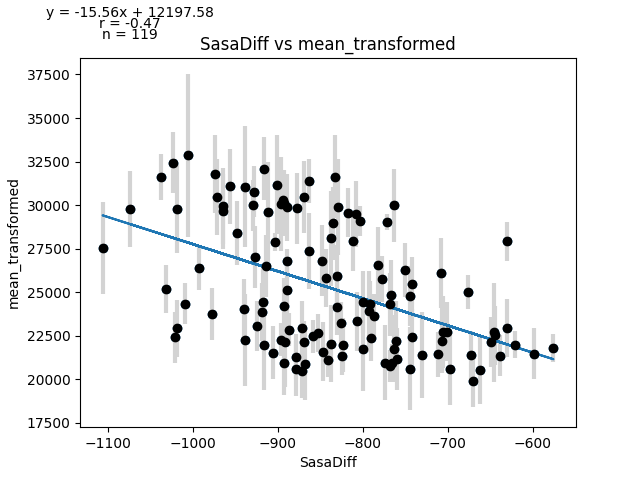 y = -15.56x + 12197.58
r = -0.47
n = 119
SasaDiff vs mean_transformed
37500
35000
32500
30000
27500
25000
22500
20000
17500
mean_transformed
−1100
−1000
−900
−800
−700
−600
SasaDiff